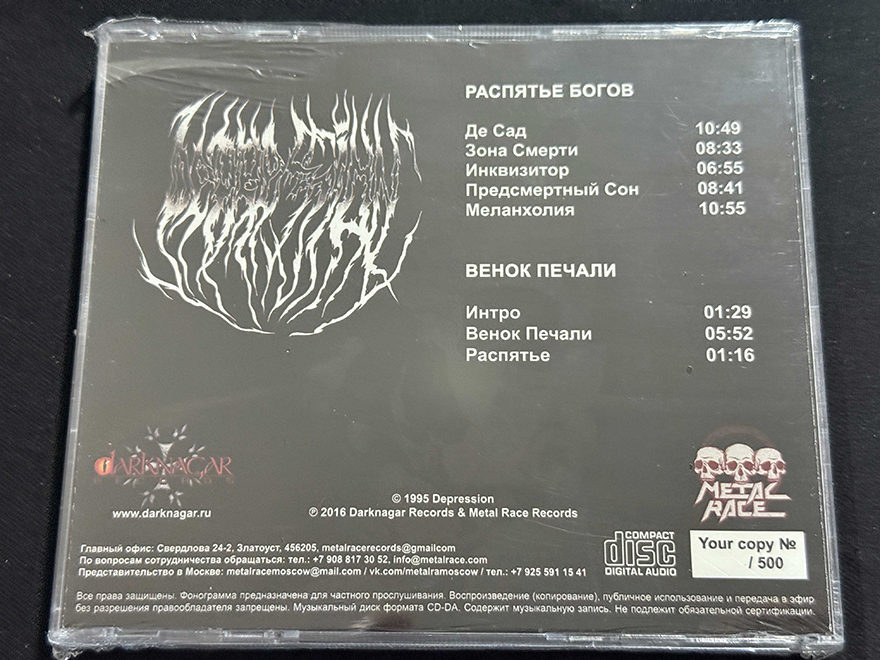 РАСПЯТЬЕ БОГОВ
Де Сад 10:49
Зона Смерти 08:33
Инквизитор 06:55
Предсмертный Сон 08:41
Меланхолия 10:55
ВЕНОК ПЕЧАЛИ
Интро 01:29
Венок Печали 05:52
Распятье 01:16
DARKNAGAR
RECORDS
www.darknagar.ru
© 1995 Depression
℗ 2016 Darknagar Records & Metal Race Records
METAL
RACE
COMPACT
disc
DIGITAL AUDIO
Your copy №
/ 500
Главный офис: Свердлова 24-2, Златоуст, 456205, metalracerecords@gmailcom
По вопросам сотрудничества обращаться: тел.: +7 908 817 30 52, info@metalrace.com
Представительство в Москве: metalracemoscow@mail.com / vk.com/metalramoscow / тел.: +7 925 591 15 41
Все права защищены. Фонограмма предназначена для частного прослушивания. Воспроизведение (копирование), публичное использование и передача в эфир
без разрешения правообладателя запрещены. Музыкальный диск формата CD-DA. Содержит музыкальную запись. Не подлежит обязательной сертификации.